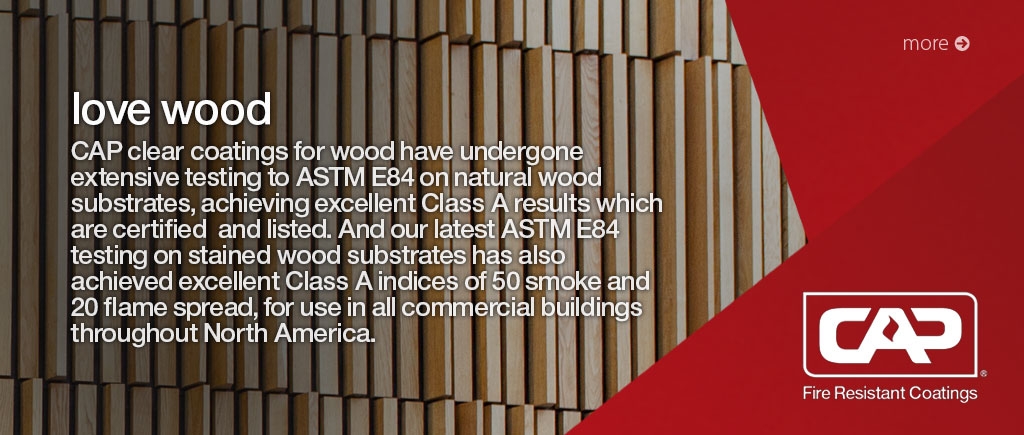 more
love wood
CAP clear coatings for wood have undergone
extensive testing to ASTM E84 on natural wood
substrates, achieving excellent Class A results which
are certified  and listed. And our latest ASTM E84
testing on stained wood substrates has also
achieved excellent Class A indices of 50 smoke and
20 flame spread, for use in all commercial buildings
throughout North America.
CAP
®
Fire Resistant Coatings